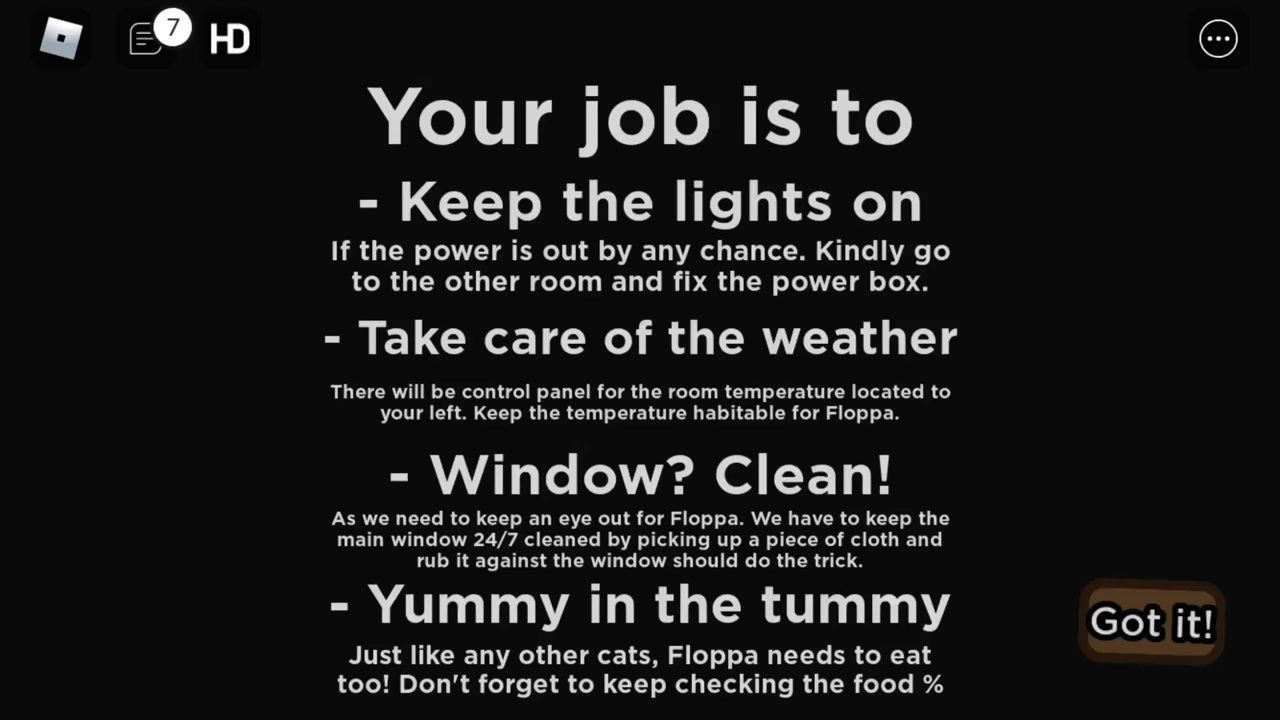 7
HD
Your job is to
- Keep the lights on
If the power is out by any chance. Kindly go
to the other room and fix the power box.
- Take care of the weather
There will be control panel for the room temperature located to
your left. Keep the temperature habitable for Floppa.
- Window? Clean!
As we need to keep an eye out for Floppa. We have to keep the
main window 24/7 cleaned by picking up a piece of cloth and
rub it against the window should do the trick.
- Yummy in the tummy
Just like any other cats, Floppa needs to eat
too! Don't forget to keep checking the food %
Got it!